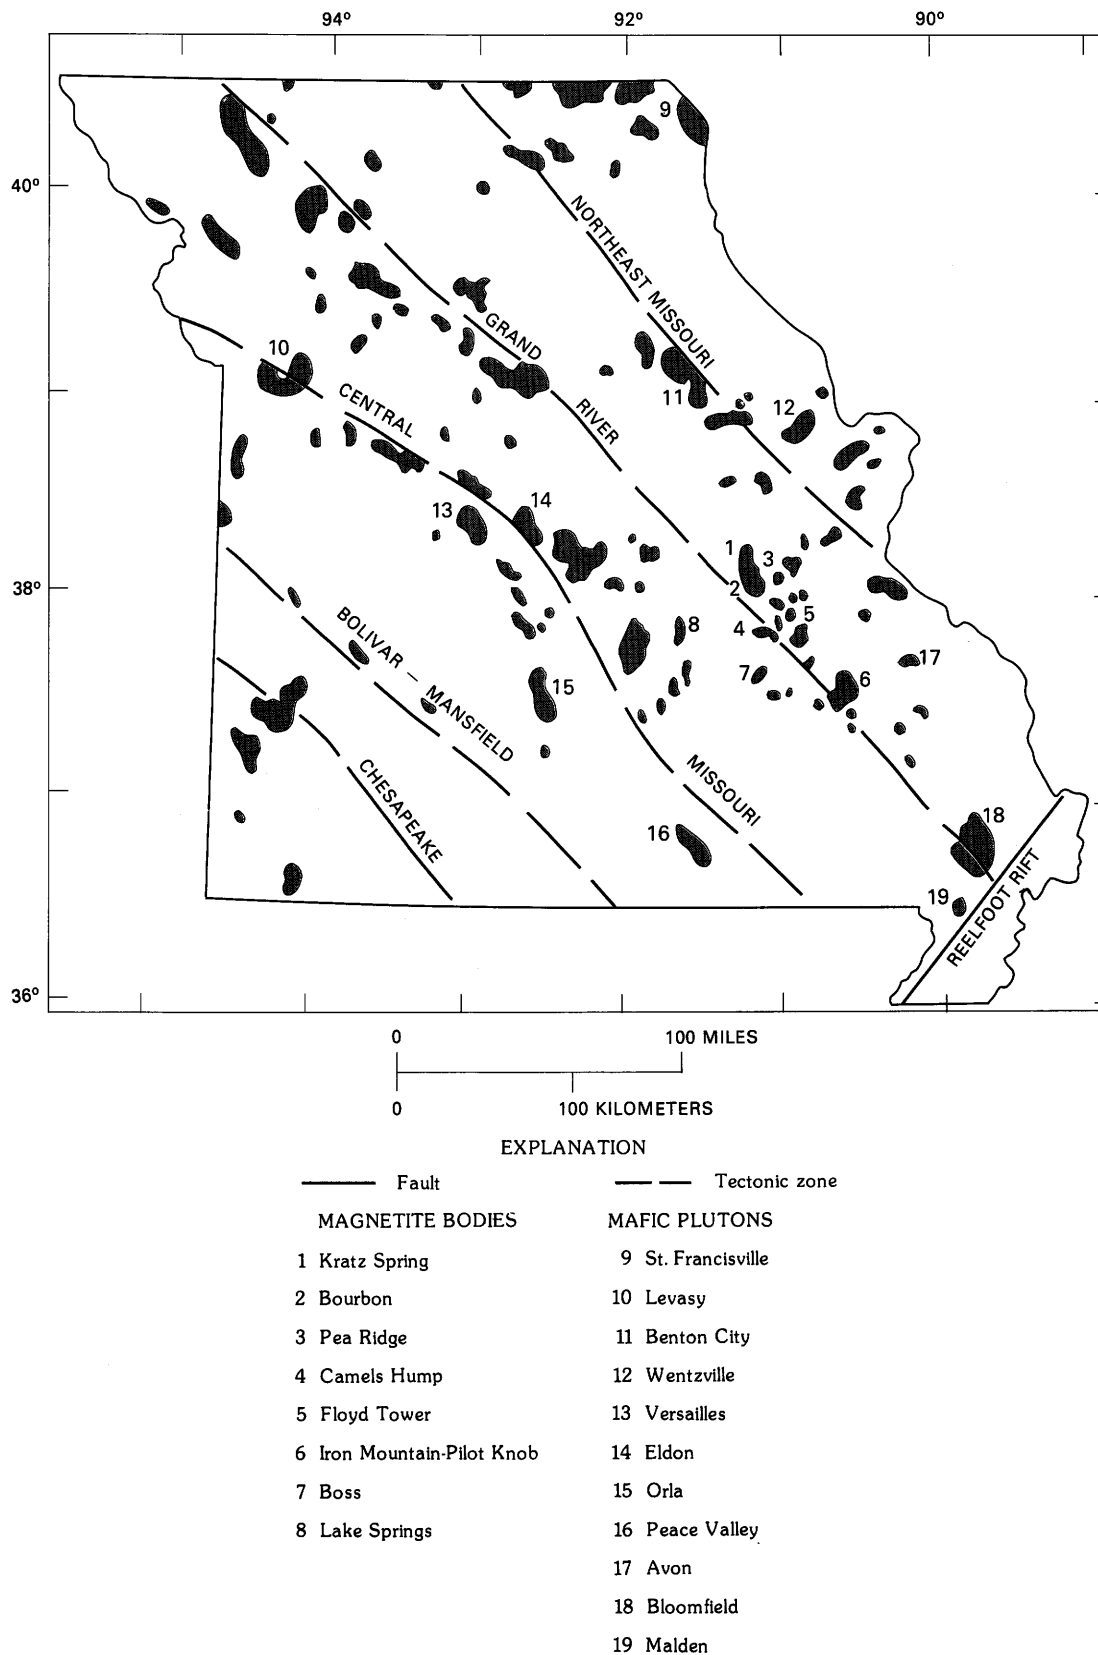 94° 92° 90°
9
40°
NORTHEAST MISSOURI
GRAND
10
CENTRAL
11
12
RIVER
13
14
1
3
38°
2
BOLIVAR – MANSFIELD
4
5
8
17
7
6
15
CHESAPEAKE
MISSOURI
16
18
19
REELFOOT RIFT
36°
0 100 MILES
0 100 KILOMETERS
EXPLANATION
Fault Tectonic zone
MAGNETITE BODIES
1 Kratz Spring
2 Bourbon
3 Pea Ridge
4 Camels Hump
5 Floyd Tower
6 Iron Mountain-Pilot Knob
7 Boss
8 Lake Springs
MAFIC PLUTONS
9 St. Francisville
10 Levasy
11 Benton City
12 Wentzville
13 Versailles
14 Eldon
15 Orla
16 Peace Valley
17 Avon
18 Bloomfield
19 Malden